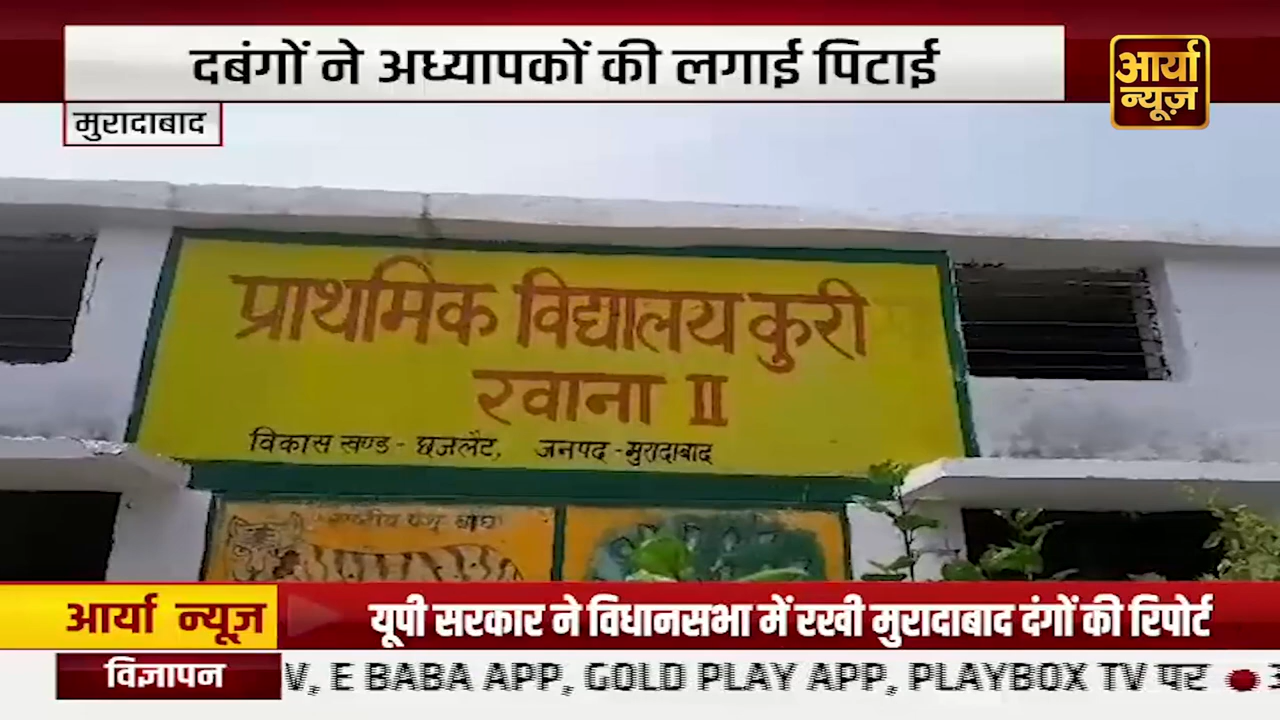 दबंगों ने अध्यापकों की लगाई पिटाई
आर्या
न्यूज़
मुरादाबाद
प्राथमिक विद्यालय कुरी
रवाना II
विकास खण्ड - छजलैट, जनपद - मुरादाबाद
राष्ट्रीय पशु बाघ
आर्या न्यूज़
यूपी सरकार ने विधानसभा में रखी मुरादाबाद दंगों की रिपोर्ट
विज्ञापन
V, E BABA APP, GOLD PLAY APP, PLAYBOX TV पर